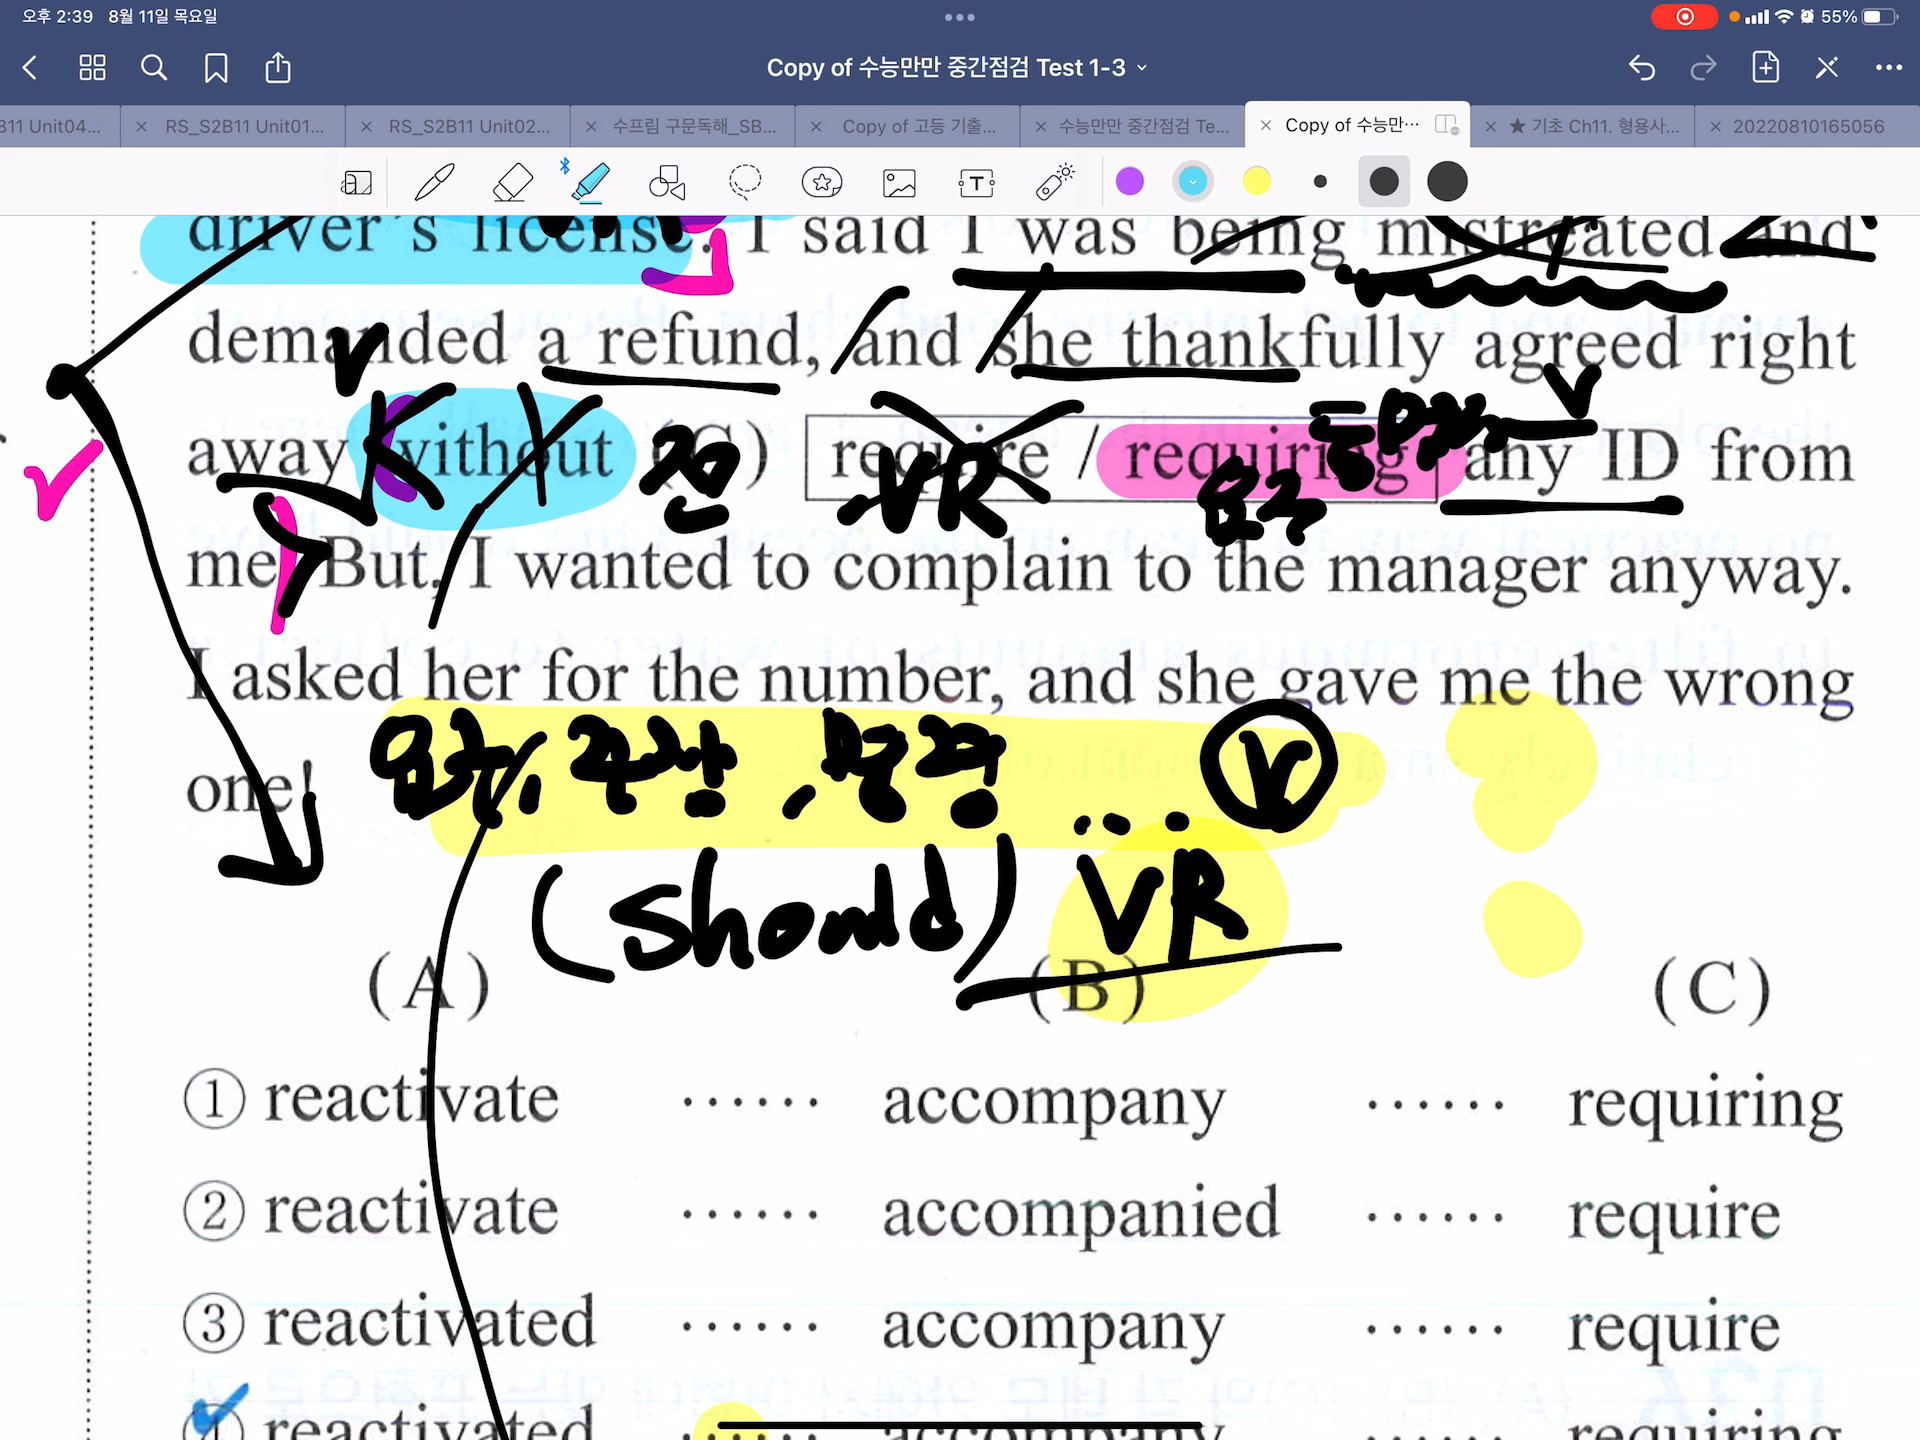 오후 2:39 8월 11일 목요일
55%
Copy of 수능만만 중간점검 Test 1-3
B11 Unit04... RS_S2B11 Unit01... RS_S2B11 Unit02... 수프림 구문독해_SB... Copy of 고등 기출... 수능만만 중간점검 Te... Copy of 수능만··· ★ 기초 Ch11. 형용사... 20220810165056
driver's license. I said I was being mistreated and
demanded a refund, and she thankfully agreed right
V V
away without (C) require / requiring any ID from
전 VR 요구
me. But, I wanted to complain to the manager anyway.
I asked her for the number, and she gave me the wrong
one! 요구, 주장, 명령 ... V
(should) VR
(A) (B) (C)
① reactivate ...... accompany ...... requiring
② reactivate ...... accompanied ...... require
③ reactivated ...... accompany ...... require
④ reactivated ...... accompany ...... requiring